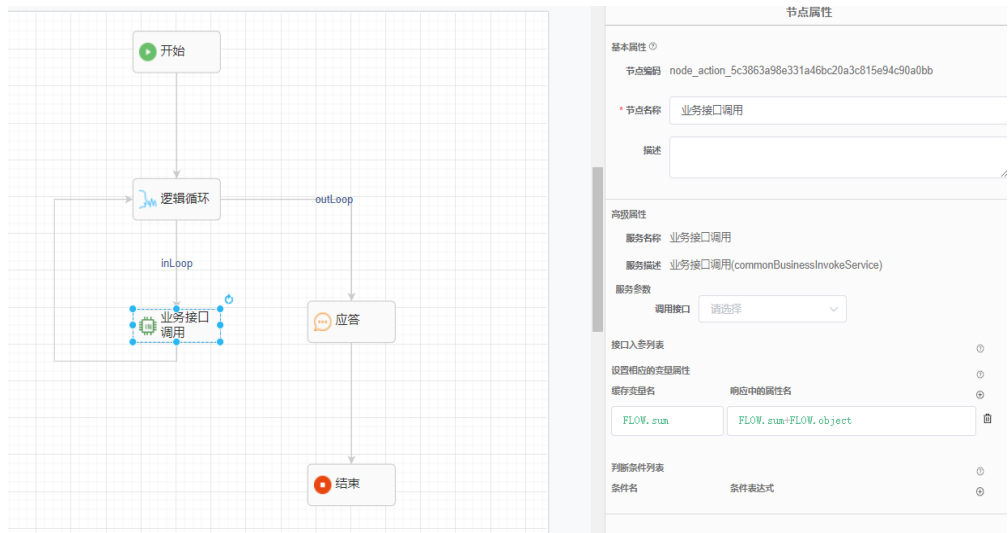 开始
逻辑循环
outLoop
inLoop
业务接口
调用
应答
结束
节点属性
基本属性
节点编码 node_action_5c3863a98e331a46bc20a3c815e94c90a0bb
* 节点名称 业务接口调用
描述
高级属性
服务名称 业务接口调用
服务描述 业务接口调用(commonBusinessInvokeService)
服务参数
调用接口 请选择
接口入参列表
设置相应的变量属性
缓存变量名 响应中的属性名
FLOW.sum FLOW.sum+FLOW.object
判断条件列表
条件名 条件表达式